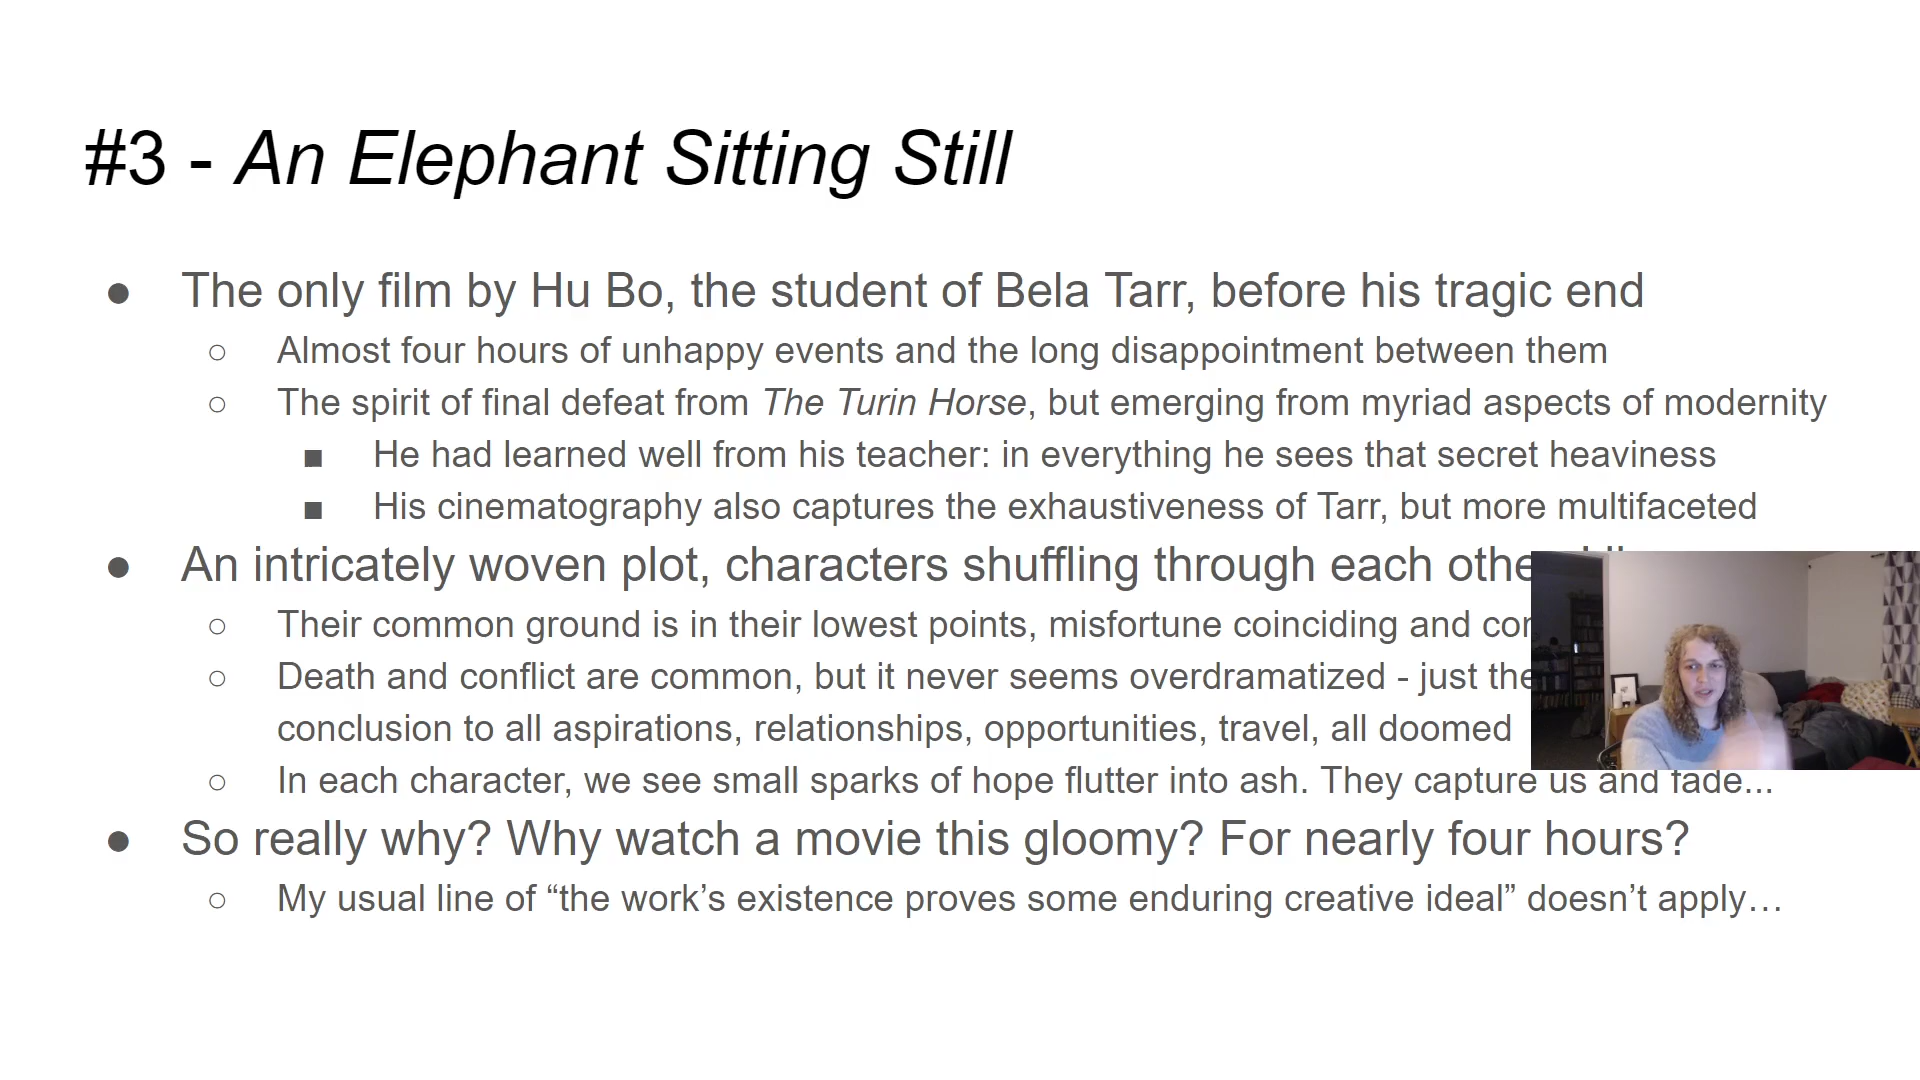 #3 - An Elephant Sitting Still
● The only film by Hu Bo, the student of Bela Tarr, before his tragic end
○ Almost four hours of unhappy events and the long disappointment between them
○ The spirit of final defeat from The Turin Horse, but emerging from myriad aspects of modernity
■ He had learned well from his teacher: in everything he sees that secret heaviness
■ His cinematography also captures the exhaustiveness of Tarr, but more multifaceted
● An intricately woven plot, characters shuffling through each
○ Their common ground is in their lowest points, misfortune coinciding and
○ Death and conflict are common, but it never seems overdramatized - just
conclusion to all aspirations, relationships, opportunities, travel, all doomed
○ In each character, we see small sparks of hope flutter into ash. They capture us and fade...
● So really why? Why watch a movie this gloomy? For nearly four hours?
○ My usual line of “the work’s existence proves some enduring creative ideal” doesn’t apply…